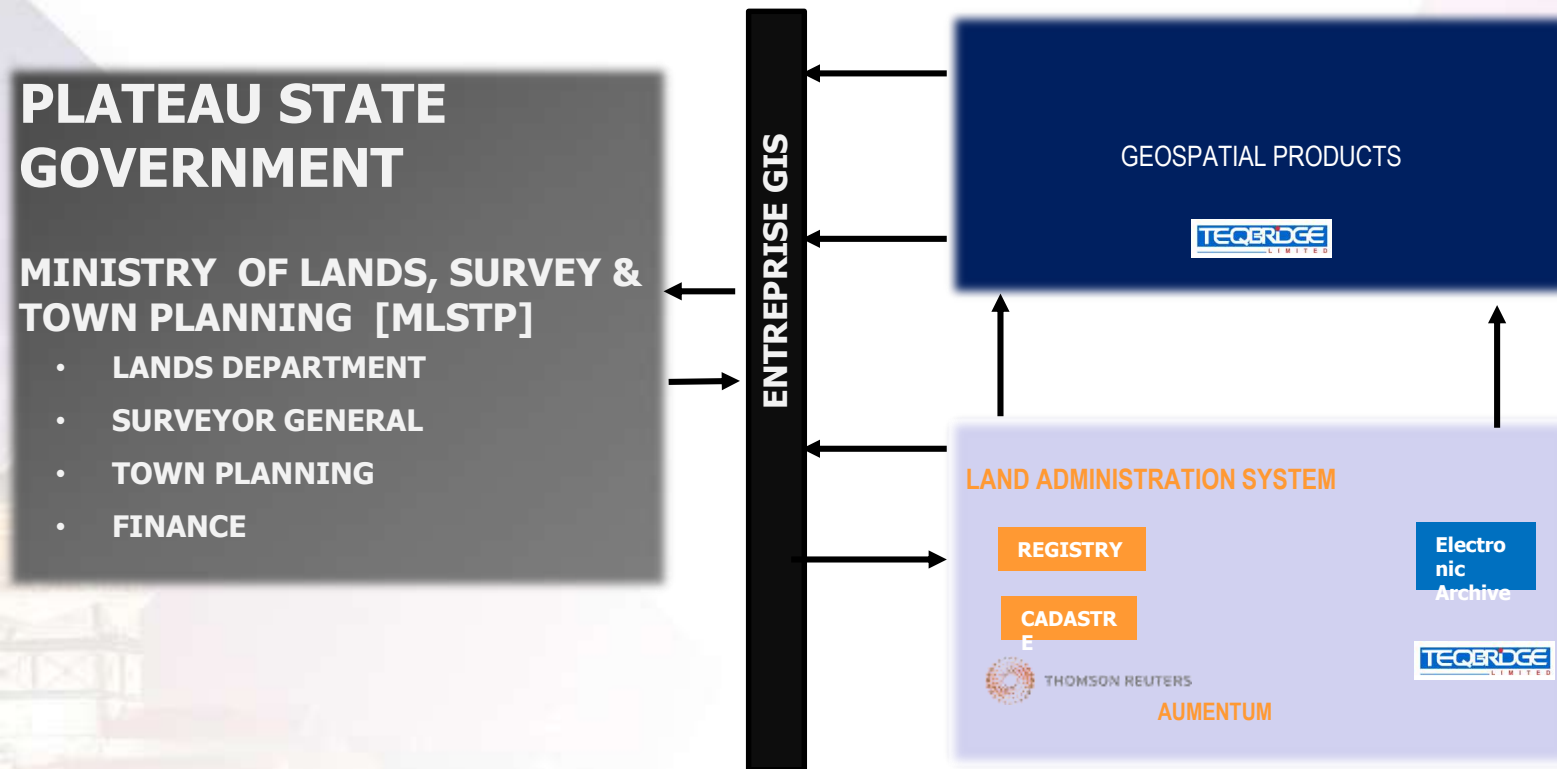 PLATEAU STATE
GOVERNMENT
MINISTRY OF LANDS, SURVEY &
TOWN PLANNING [MLSTP]
• LANDS DEPARTMENT
• SURVEYOR GENERAL
• TOWN PLANNING
• FINANCE
ENTREPRISE GIS
GEOSPATIAL PRODUCTS
TEQBRIDGE
LIMITED
LAND ADMINISTRATION SYSTEM
REGISTRY
CADASTR
E
THOMSON REUTERS
AUMENTUM
Electro
nic
Archive
TEQBRIDGE
LIMITED